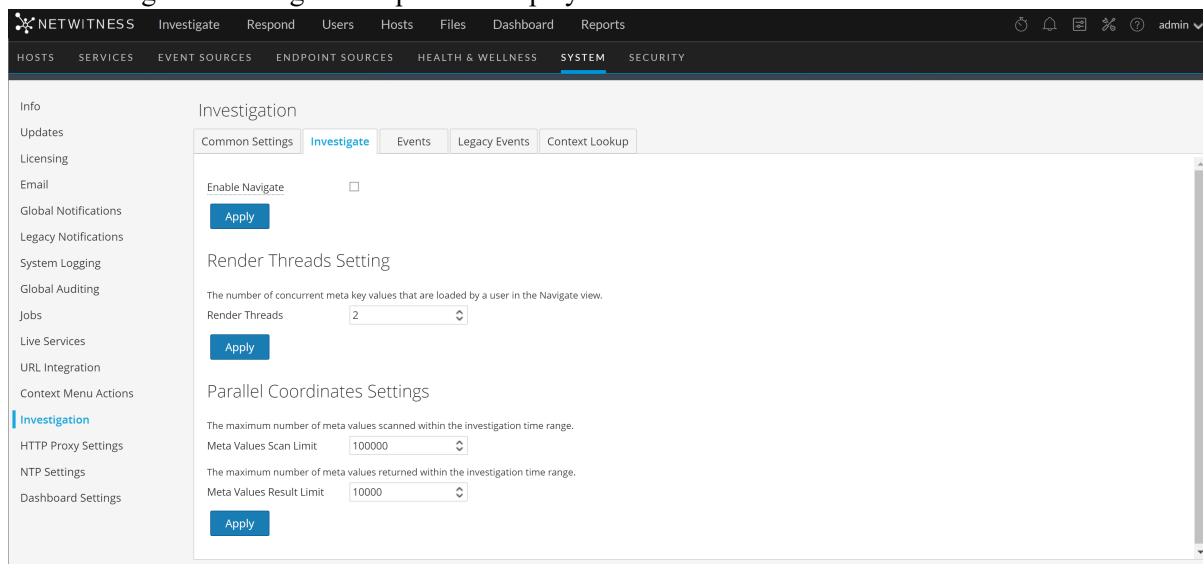 NETWITNESS Investigate Respond Users Hosts Files Dashboard Reports admin
HOSTS SERVICES EVENT SOURCES ENDPOINT SOURCES HEALTH & WELLNESS SYSTEM SECURITY
Info
Updates
Licensing
Email
Global Notifications
Legacy Notifications
System Logging
Global Auditing
Jobs
Live Services
URL Integration
Context Menu Actions
Investigation
HTTP Proxy Settings
NTP Settings
Dashboard Settings
Investigation
Common Settings Investigate Events Legacy Events Context Lookup
Enable Navigate
Apply
Render Threads Setting
The number of concurrent meta key values that are loaded by a user in the Navigate view.
Render Threads 2
Apply
Parallel Coordinates Settings
The maximum number of meta values scanned within the investigation time range.
Meta Values Scan Limit 100000
The maximum number of meta values returned within the investigation time range.
Meta Values Result Limit 10000
Apply